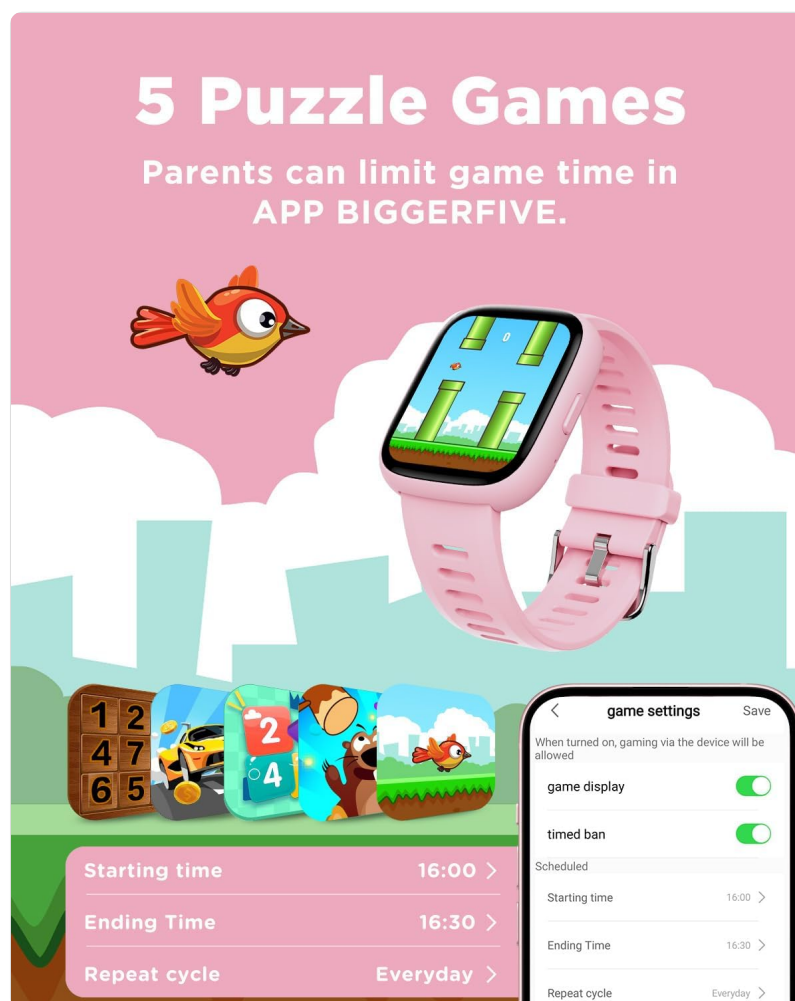 5 Puzzle Games
Parents can limit game time in
APP BIGGERFIVE.
0
1 2
4 7
6 5
2
4
game settings Save
When turned on, gaming via the device will be
allowed
game display
timed ban
Scheduled
Starting time 16:00
Ending Time 16:30
Repeat cycle Everyday
Starting time 16:00
Ending Time 16:30
Repeat cycle Everyday